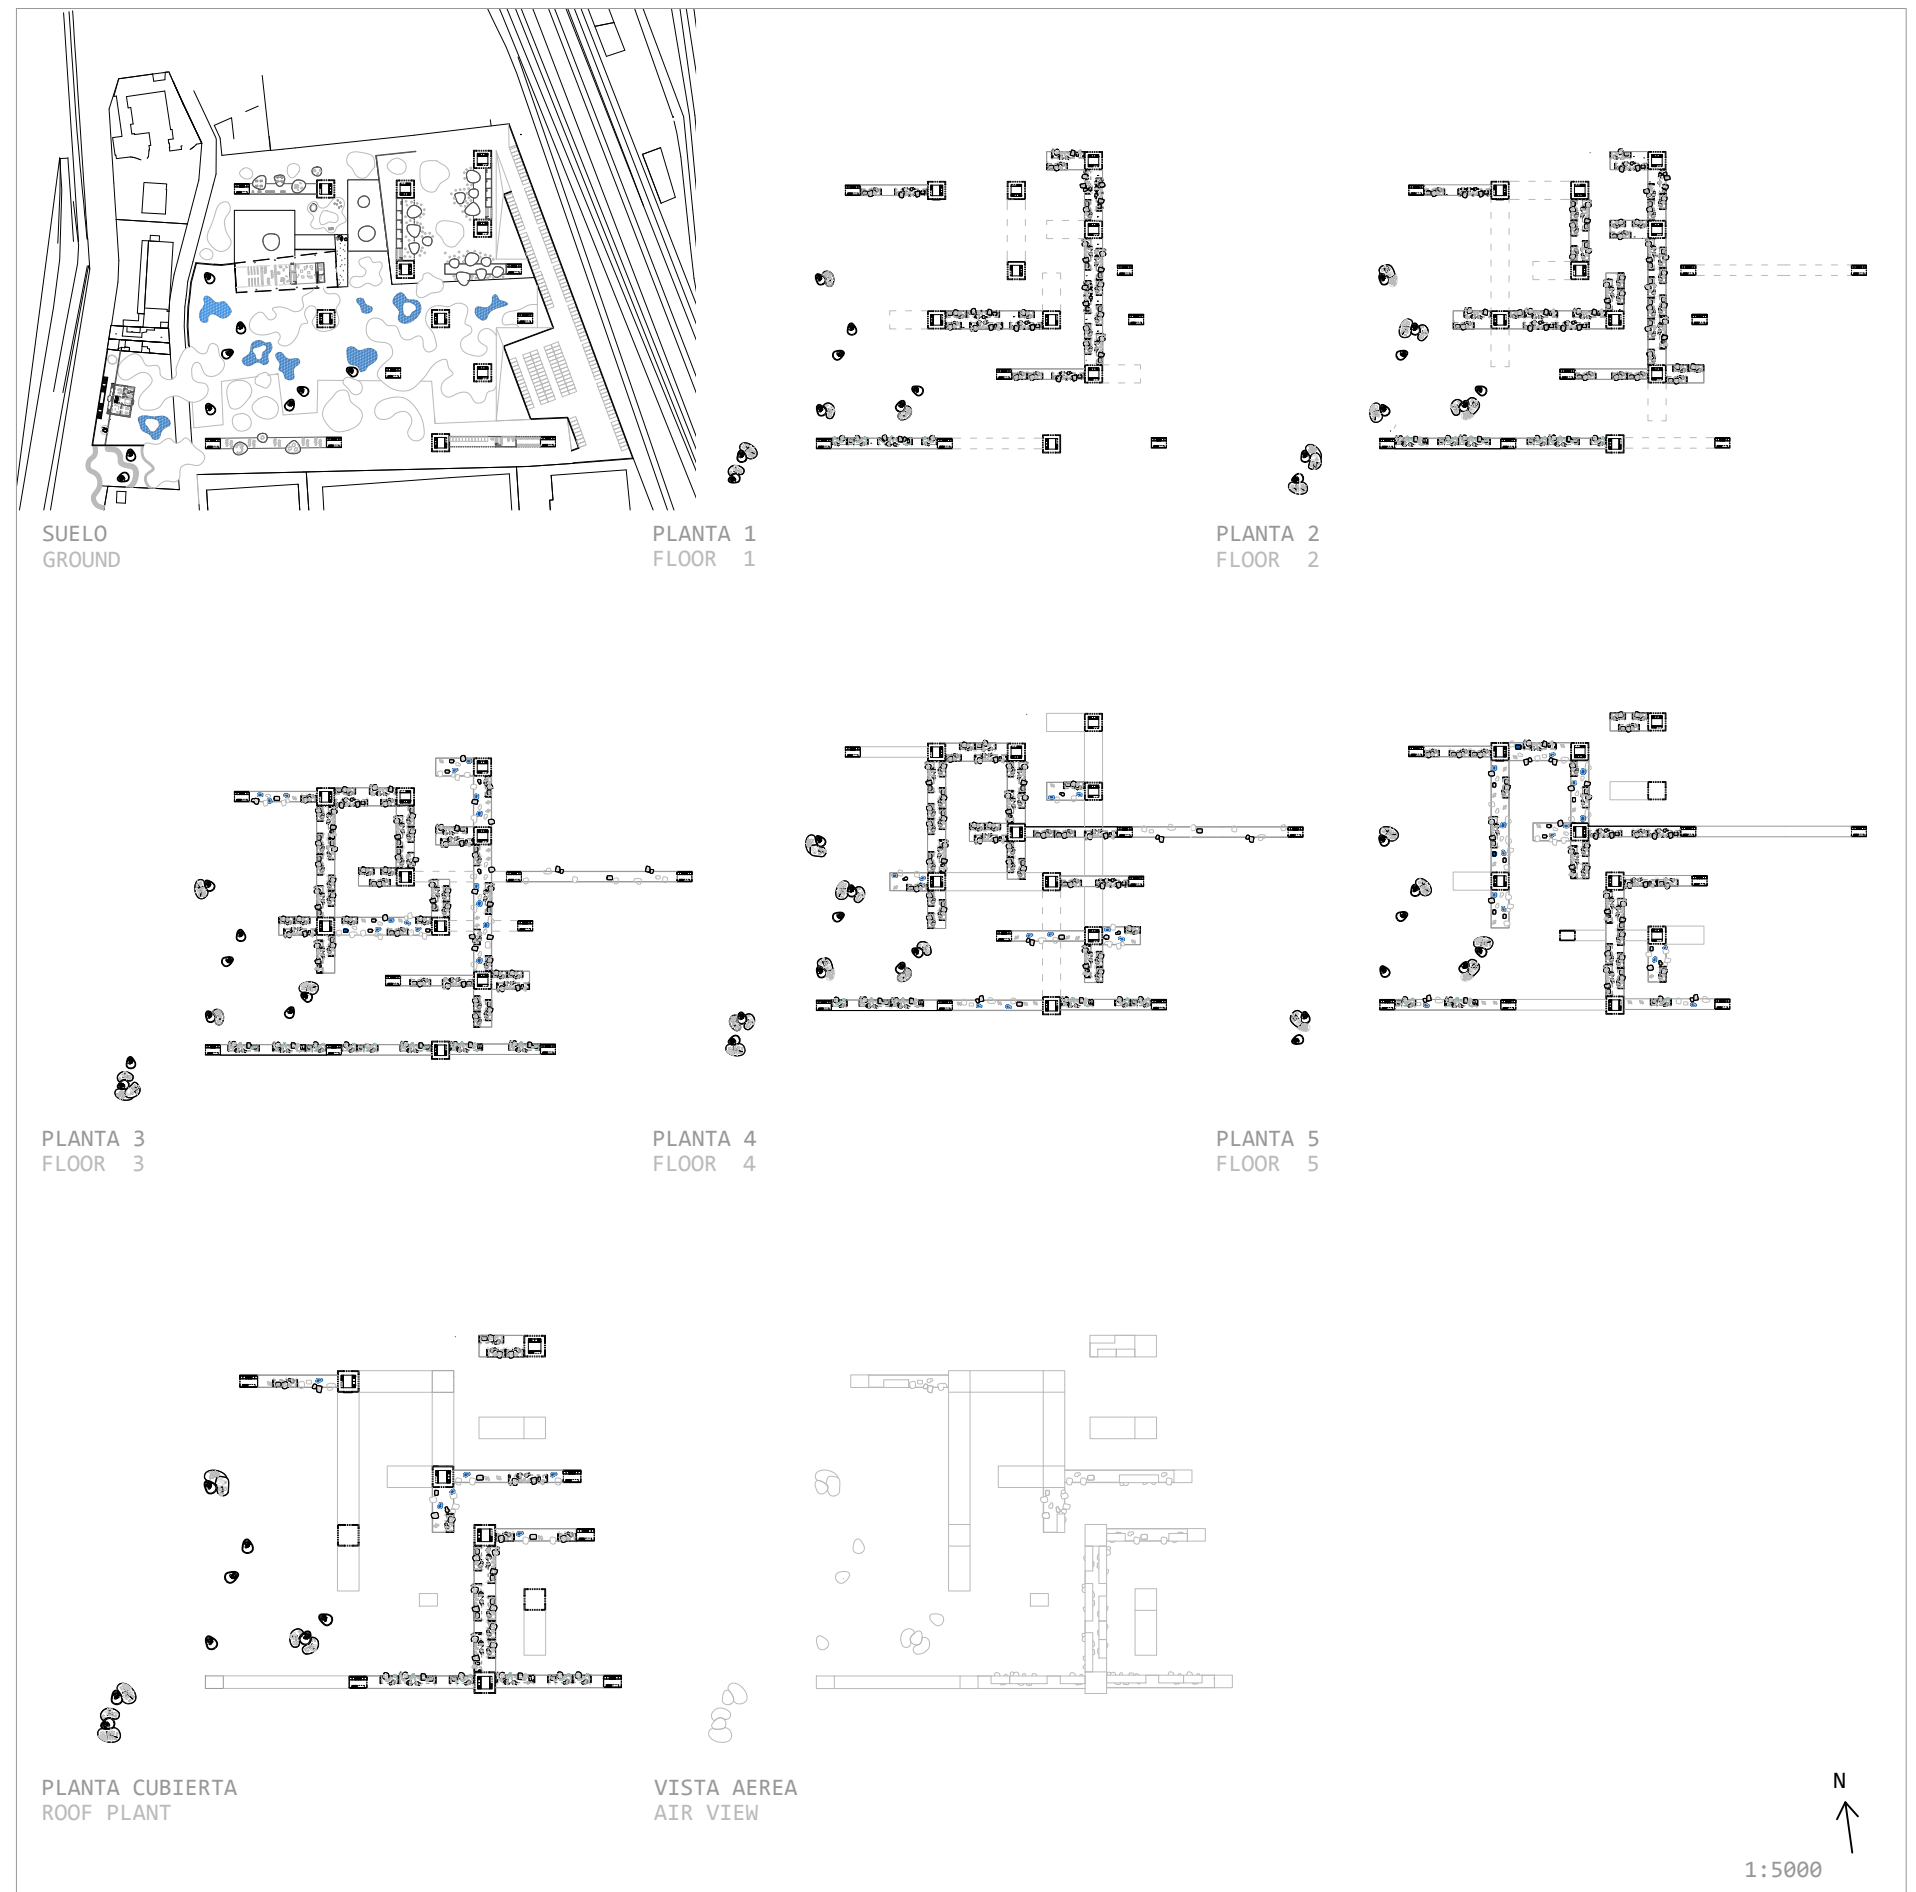 SUELO
GROUND
PLANTA 1
FLOOR 1
PLANTA 2
FLOOR 2
PLANTA 3
FLOOR 3
PLANTA 4
FLOOR 4
PLANTA 5
FLOOR 5
PLANTA CUBIERTA
ROOF PLANT
VISTA AEREA
AIR VIEW
N
1:5000